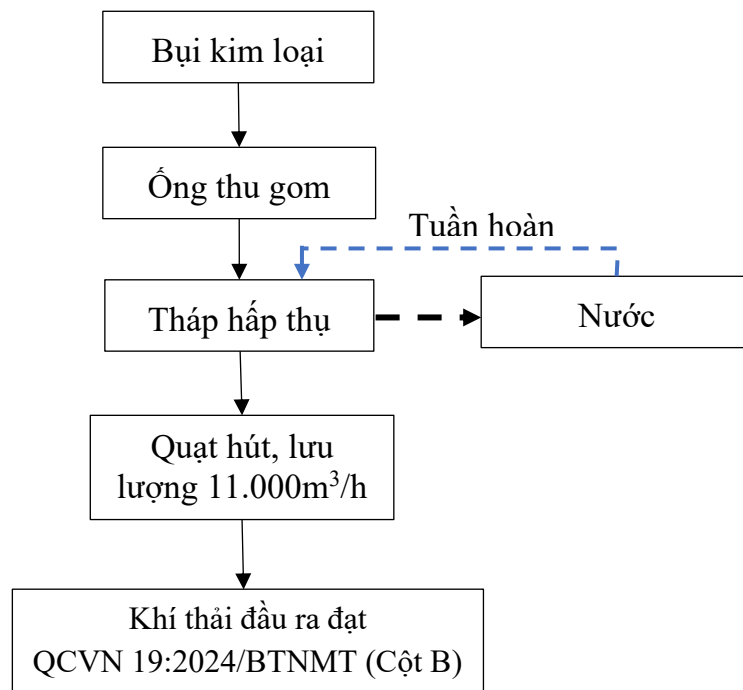 Bụi kim loại
Ống thu gom
Tuần hoàn
Tháp hấp thụ
Nước
Quạt hút, lưu
lượng 11.000m³/h
Khí thải đầu ra đạt
QCVN 19:2024/BTNMT (Cột B)